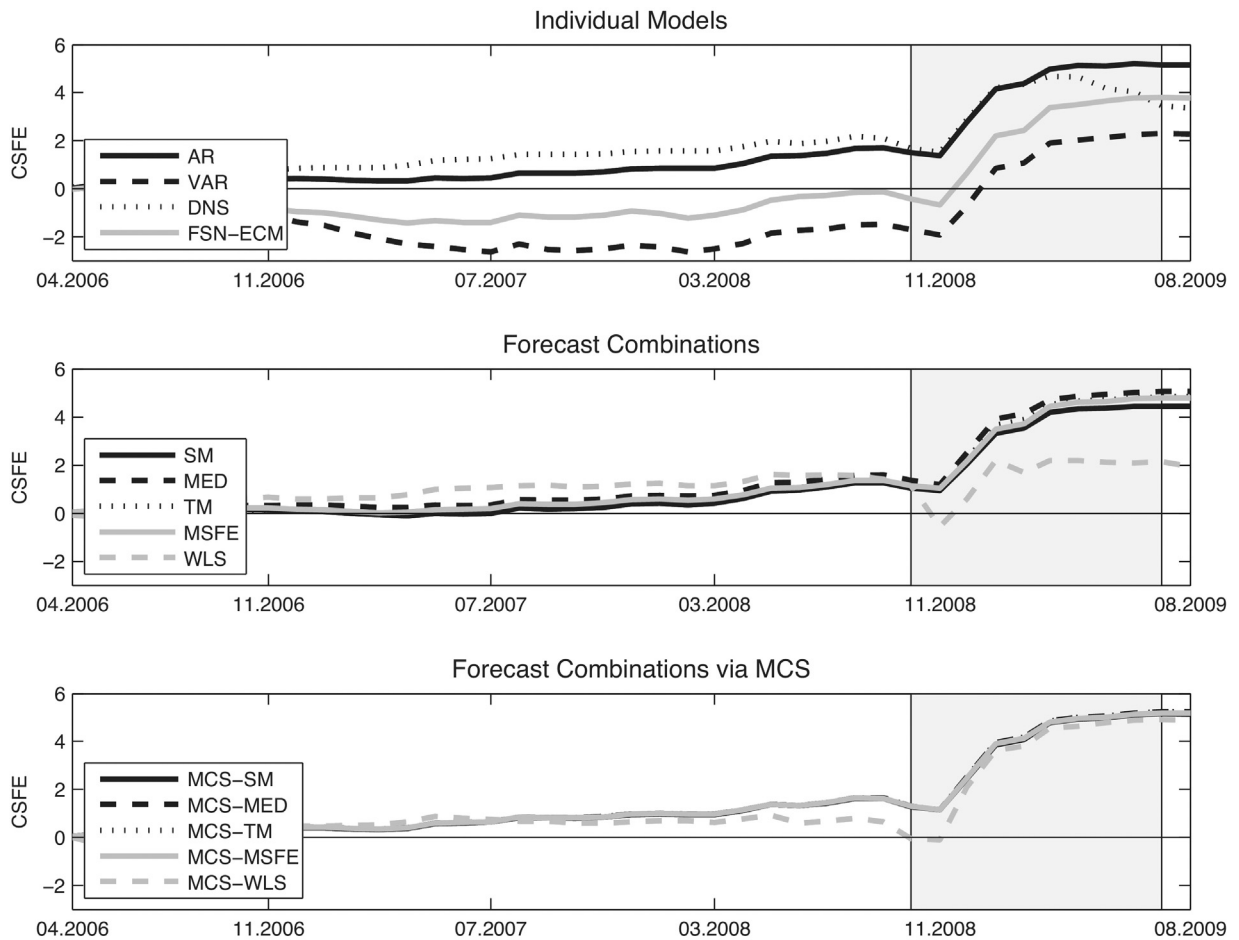 Individual Models
6
4
2
0
−2
CSFE
AR
VAR
DNS
FSN−ECM
04.2006 11.2006 07.2007 03.2008 11.2008 08.2009
Forecast Combinations
6
4
2
0
−2
CSFE
SM
MED
TM
MSFE
WLS
04.2006 11.2006 07.2007 03.2008 11.2008 08.2009
Forecast Combinations via MCS
6
4
2
0
−2
CSFE
MCS−SM
MCS−MED
MCS−TM
MCS−MSFE
MCS−WLS
04.2006 11.2006 07.2007 03.2008 11.2008 08.2009